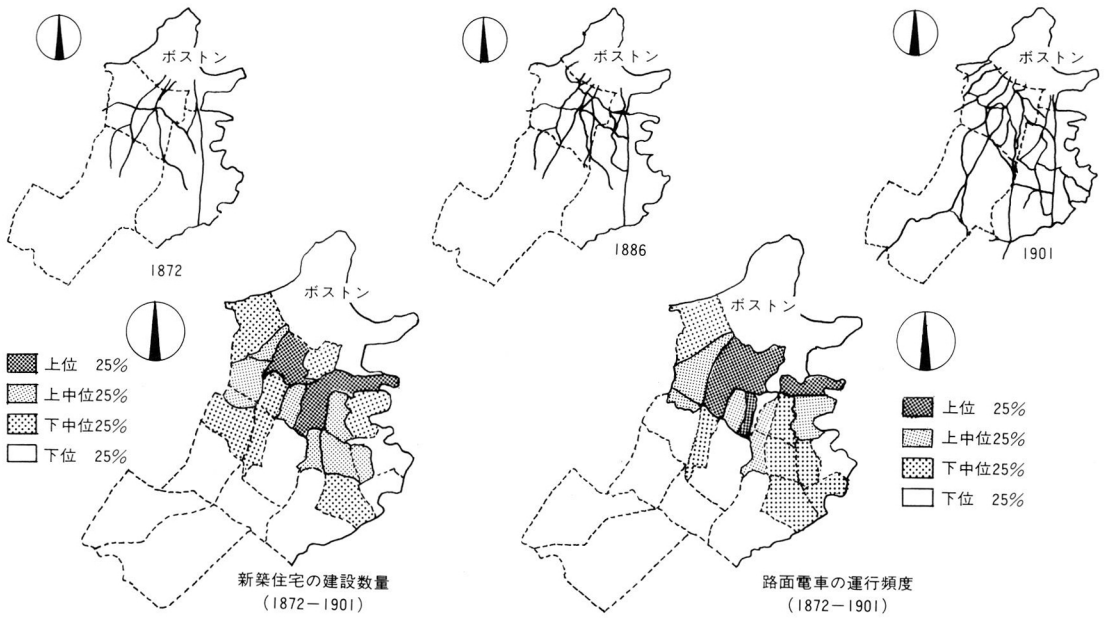 ボストン
ボストン
ボストン
1872
1886
1901
ボストン
上位 25%
上中位25%
下中位25%
下位 25%
新築住宅の建設数量
(1872－1901)
ボストン
上位 25%
上中位25%
下中位25%
下位 25%
路面電車の運行頻度
(1872－1901)